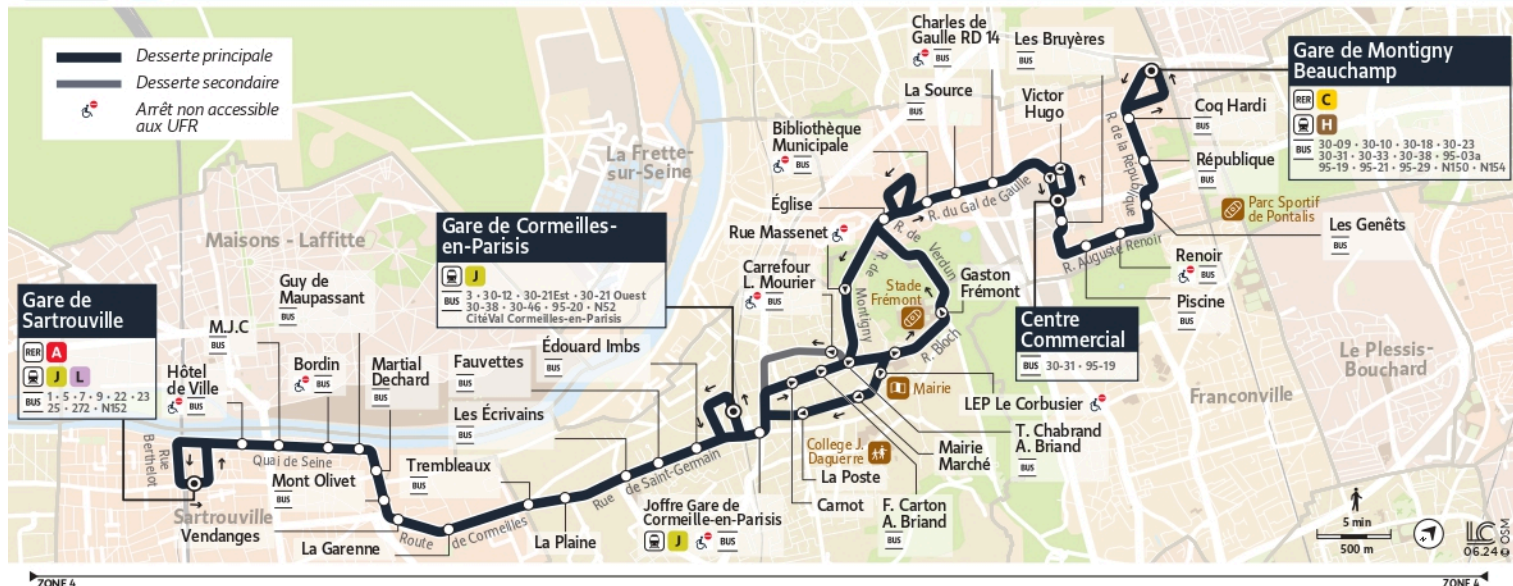 Desserte principale
Desserte secondaire
Arrêt non accessible
aux UFR
Maisons - Laffitte
La Frette-
sur-Seine
Gare de
Sartrouville
RER A
J L
BUS 1 • 5 • 7 • 9 • 22 • 23
25 • 272 • N152
Rue
Berthelot
Sartrouville
Hôtel
de Ville
BUS
M.J.C
BUS
Guy de
Maupassant
BUS
Bordin
BUS
Martial
Dechard
BUS
Quai de Seine
Mont Olivet
BUS
Vendanges
La Garenne
Route de Cormeilles
Trembleaux
BUS
La Plaine
Les Écrivains
BUS
Fauvettes
BUS
Édouard Imbs
BUS
Rue de Saint-Germain
Gare de Cormeilles-
en-Parisis
J
BUS 3 • 30-12 • 30-21Est • 30-21 Ouest
30-38 • 30-46 • 95-20 • N52
CitéVal Cormeilles-en-Parisis
Joffre Gare de
Cormeille-en-Parisis
J BUS
Carrefour
L. Mourier
BUS
Rue Massenet
Église
Bibliothèque
Municipale
BUS
La Source
BUS
Charles de
Gaulle RD 14
BUS
Les Bruyères
BUS
Victor
Hugo
R. du Gal de Gaulle
R. de Verdun
R. de Montigny
Stade
Frémont
Gaston
Frémont
R. Bloch
Mairie
LEP Le Corbusier
T. Chabrand
A. Briand
BUS
Mairie
Marché
F. Carton
A. Briand
BUS
College J.
Daguerre
La Poste
Carnot
Centre
Commercial
BUS 30-31 • 95-19
R. Auguste Renoir
R. de la République
Gare de Montigny
Beauchamp
RER C
H
BUS 30-09 • 30-10 • 30-18 • 30-23
30-31 • 30-33 • 30-38 • 95-03a
95-19 • 95-21 • 95-29 • N150 • N154
Coq Hardi
BUS
République
BUS
Parc Sportif
de Pontalis
Les Genêts
BUS
Renoir
BUS
Piscine
BUS
Franconville
Le Plessis-
Bouchard
5 min
500 m
LC
06.24 © OSM
ZONE 4
ZONE 4